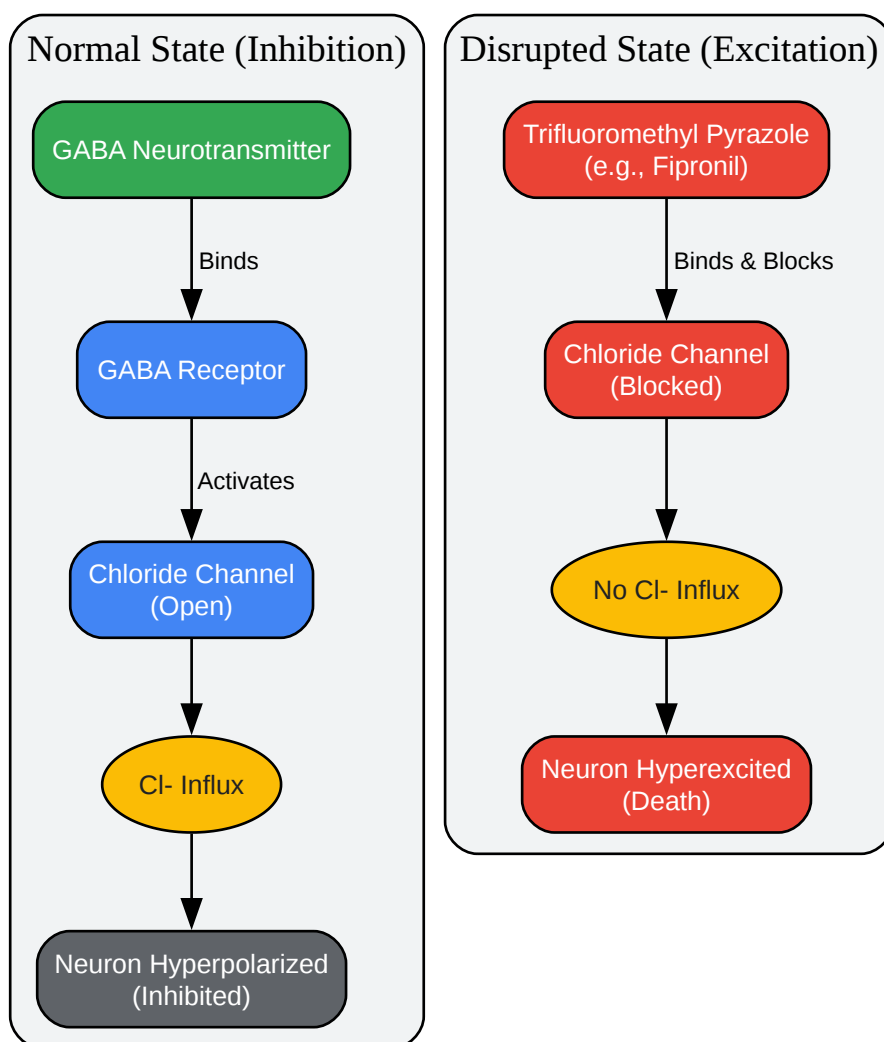 Normal State (Inhibition)
GABA Neurotransmitter
Binds
GABA Receptor
Activates
Chloride Channel
(Open)
Cl- Influx
Neuron Hyperpolarized
(Inhibited)
Disrupted State (Excitation)
Trifluoromethyl Pyrazole
(e.g., Fipronil)
Binds & Blocks
Chloride Channel
(Blocked)
No Cl- Influx
Neuron Hyperexcited
(Death)